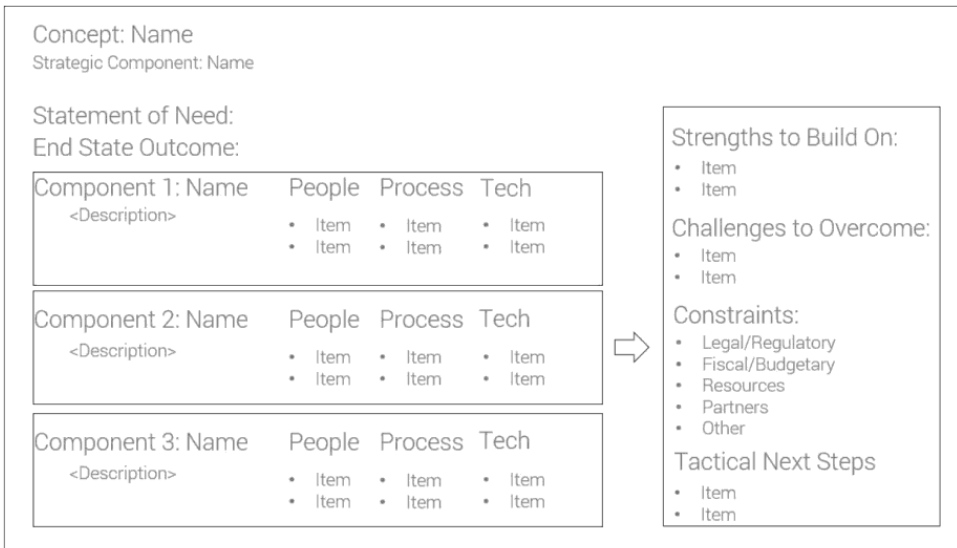 Concept: Name
Strategic Component: Name
Statement of Need:
End State Outcome:
Component 1: Name People Process Tech
<Description>
• Item • Item • Item
• Item • Item • Item
Component 2: Name People Process Tech
<Description>
• Item • Item • Item
• Item • Item • Item
Component 3: Name People Process Tech
<Description>
• Item • Item • Item
• Item • Item • Item
Strengths to Build On:
• Item
• Item
Challenges to Overcome:
• Item
• Item
Constraints:
• Legal/Regulatory
• Fiscal/Budgetary
• Resources
• Partners
• Other
Tactical Next Steps
• Item
• Item